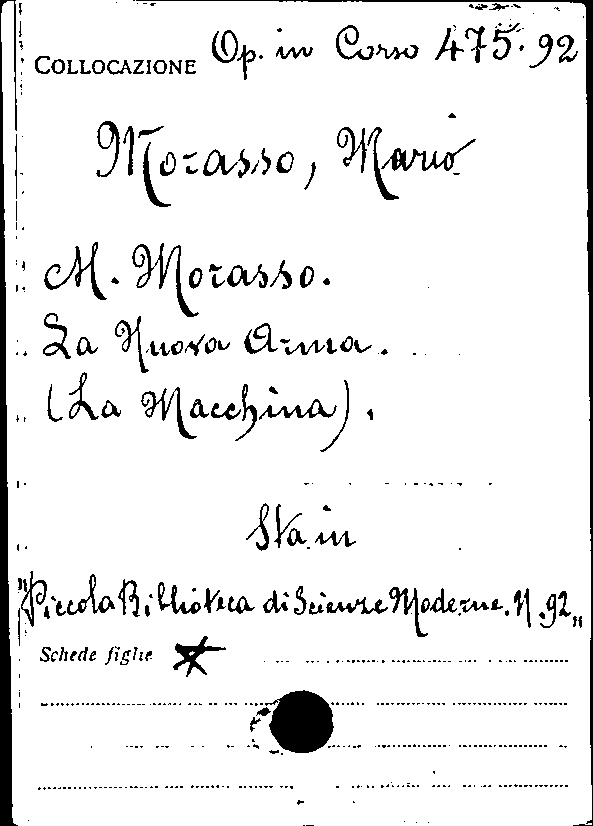 COLLOCAZIONE Op. in Corso 475.92
Morasso, Mario
M. Morasso.
La Nuova Arma.
(La Macchina).
Sta in
"Piccola Biblioteca di Scienze Moderne. N. 92„
Schede figlie